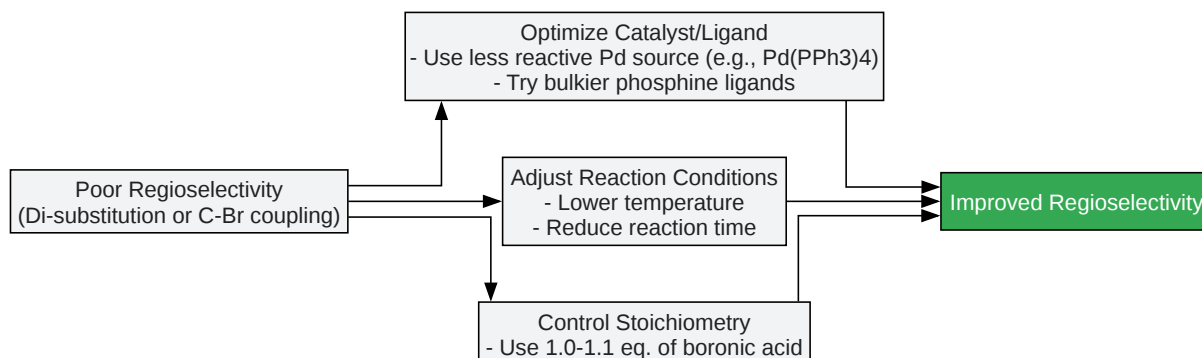 Optimize Catalyst/Ligand
- Use less reactive Pd source (e.g., Pd(PPh3)4)
- Try bulkier phosphine ligands
Poor Regioselectivity
(Di-substitution or C-Br coupling)
Adjust Reaction Conditions
- Lower temperature
- Reduce reaction time
Improved Regioselectivity
Control Stoichiometry
- Use 1.0-1.1 eq. of boronic acid